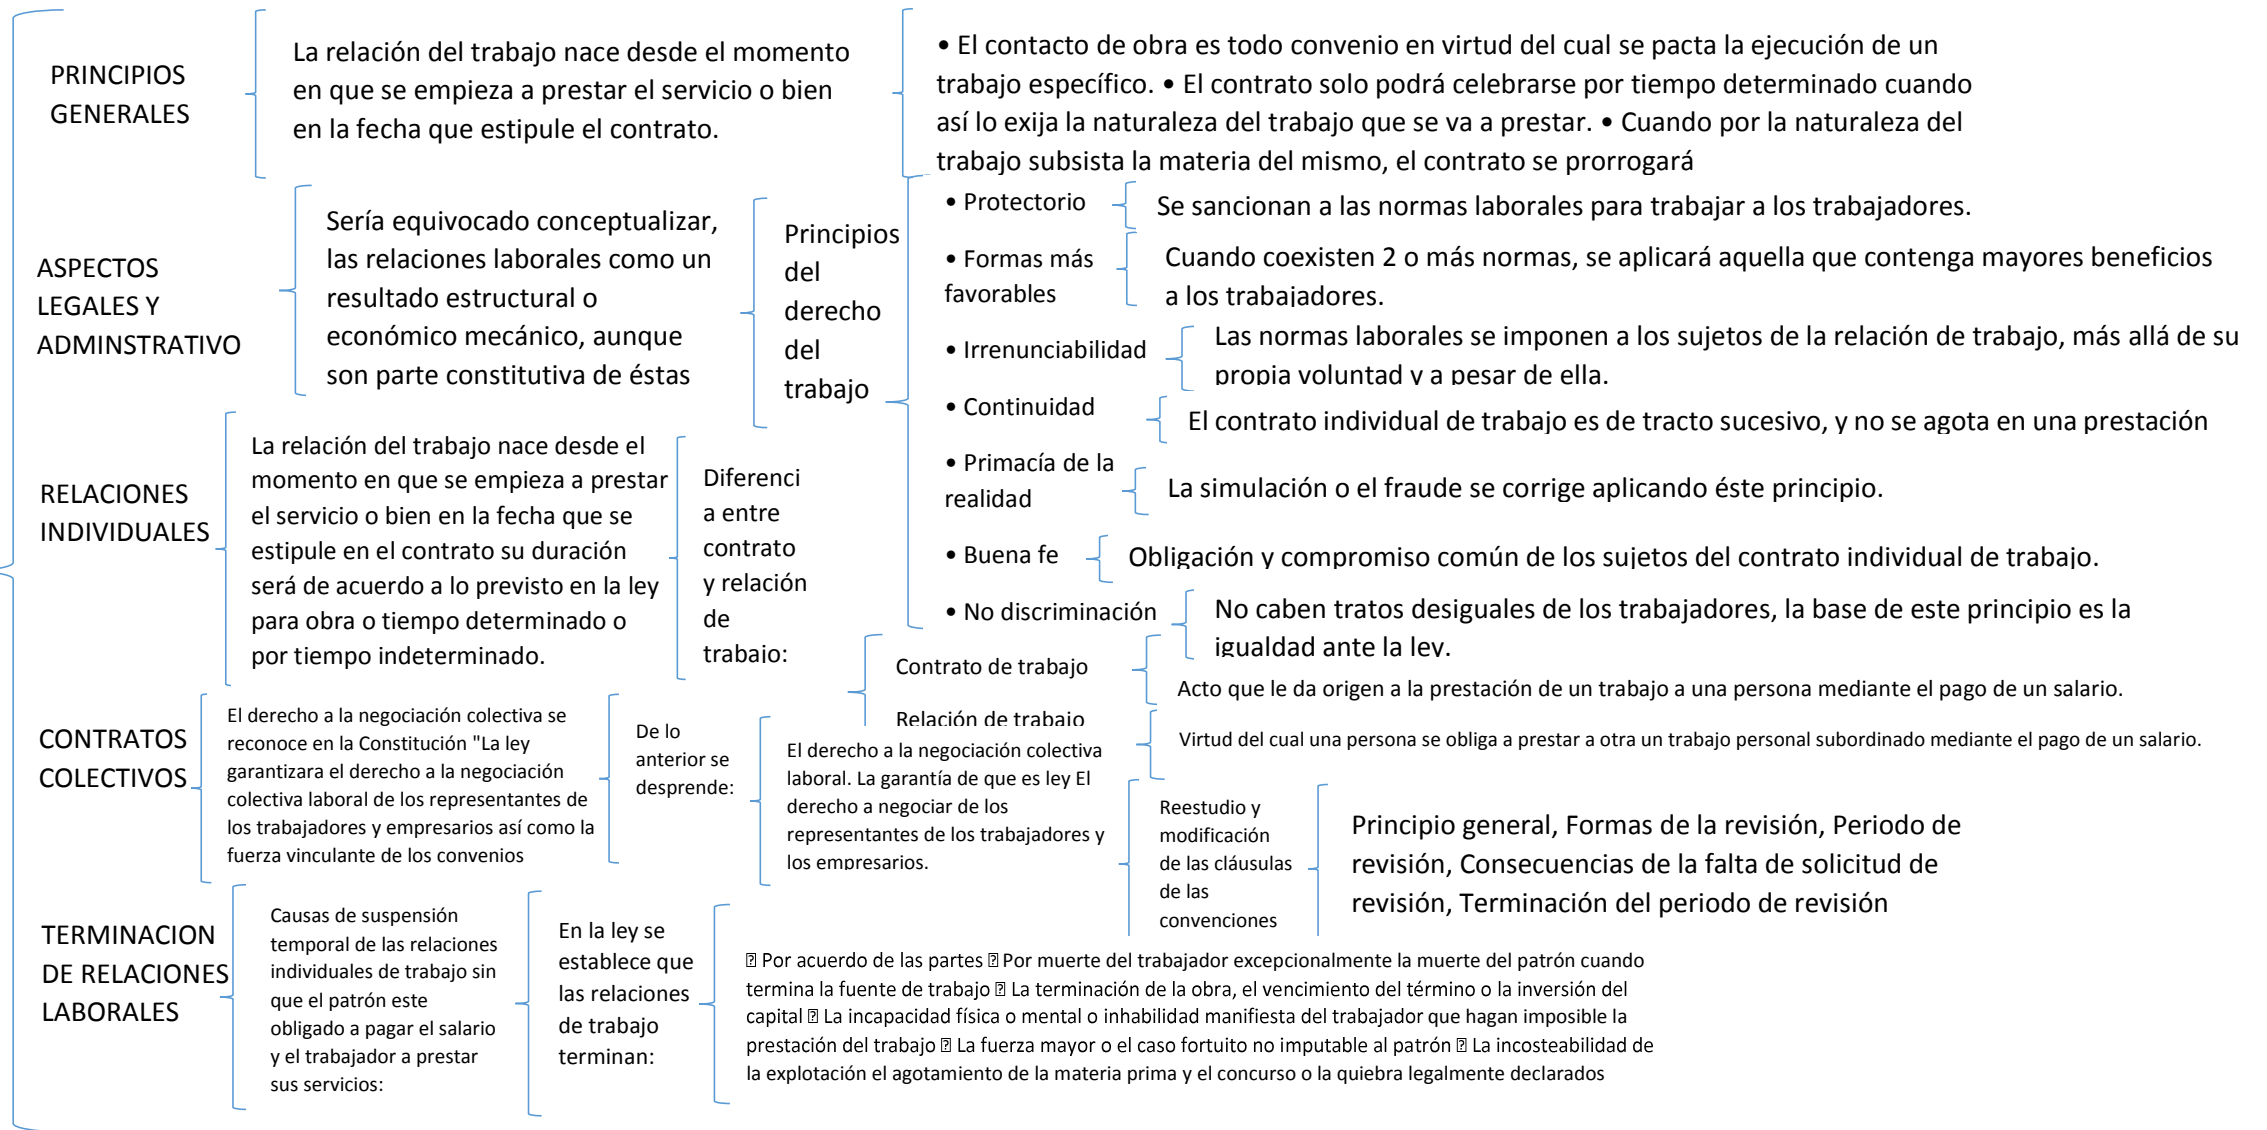 PRINCIPIOS
GENERALES
La relación del trabajo nace desde el momento
en que se empieza a prestar el servicio o bien
en la fecha que estipule el contrato.
• El contacto de obra es todo convenio en virtud del cual se pacta la ejecución de un
trabajo específico. • El contrato solo podrá celebrarse por tiempo determinado cuando
así lo exija la naturaleza del trabajo que se va a prestar. • Cuando por la naturaleza del
trabajo subsista la materia del mismo, el contrato se prorrogará
ASPECTOS
LEGALES Y
ADMINSTRATIVO
Sería equivocado conceptualizar,
las relaciones laborales como un
resultado estructural o
económico mecánico, aunque
son parte constitutiva de éstas
Principios
del
derecho
del
trabajo
• Protectorio
Se sancionan a las normas laborales para trabajar a los trabajadores.
• Formas más
favorables
Cuando coexisten 2 o más normas, se aplicará aquella que contenga mayores beneficios
a los trabajadores.
• Irrenunciabilidad
Las normas laborales se imponen a los sujetos de la relación de trabajo, más allá de su
propia voluntad y a pesar de ella.
• Continuidad
El contrato individual de trabajo es de tracto sucesivo, y no se agota en una prestación
• Primacía de la
realidad
La simulación o el fraude se corrige aplicando éste principio.
• Buena fe
Obligación y compromiso común de los sujetos del contrato individual de trabajo.
• No discriminación
No caben tratos desiguales de los trabajadores, la base de este principio es la
igualdad ante la ley.
RELACIONES
INDIVIDUALES
La relación del trabajo nace desde el
momento en que se empieza a prestar
el servicio o bien en la fecha que se
estipule en el contrato su duración
será de acuerdo a lo previsto en la ley
para obra o tiempo determinado o
por tiempo indeterminado.
Diferenci
a entre
contrato
y relación
de
trabajo:
Contrato de trabajo
Acto que le da origen a la prestación de un trabajo a una persona mediante el pago de un salario.
Relación de trabajo
Virtud del cual una persona se obliga a prestar a otra un trabajo personal subordinado mediante el pago de un salario.
CONTRATOS
COLECTIVOS
El derecho a la negociación colectiva se
reconoce en la Constitución "La ley
garantizara el derecho a la negociación
colectiva laboral de los representantes de
los trabajadores y empresarios así como la
fuerza vinculante de los convenios
De lo
anterior se
desprende:
El derecho a la negociación colectiva
laboral. La garantía de que es ley El
derecho a negociar de los
representantes de los trabajadores y
los empresarios.
Reestudio y
modificación
de las cláusulas
de las
convenciones
Principio general, Formas de la revisión, Periodo de
revisión, Consecuencias de la falta de solicitud de
revisión, Terminación del periodo de revisión
TERMINACION
DE RELACIONES
LABORALES
Causas de suspensión
temporal de las relaciones
individuales de trabajo sin
que el patrón este
obligado a pagar el salario
y el trabajador a prestar
sus servicios:
En la ley se
establece que
las relaciones
de trabajo
terminan:
Por acuerdo de las partes Por muerte del trabajador excepcionalmente la muerte del patrón cuando
termina la fuente de trabajo La terminación de la obra, el vencimiento del término o la inversión del
capital La incapacidad física o mental o inhabilidad manifiesta del trabajador que hagan imposible la
prestación del trabajo La fuerza mayor o el caso fortuito no imputable al patrón La incosteabilidad de
la explotación el agotamiento de la materia prima y el concurso o la quiebra legalmente declarados